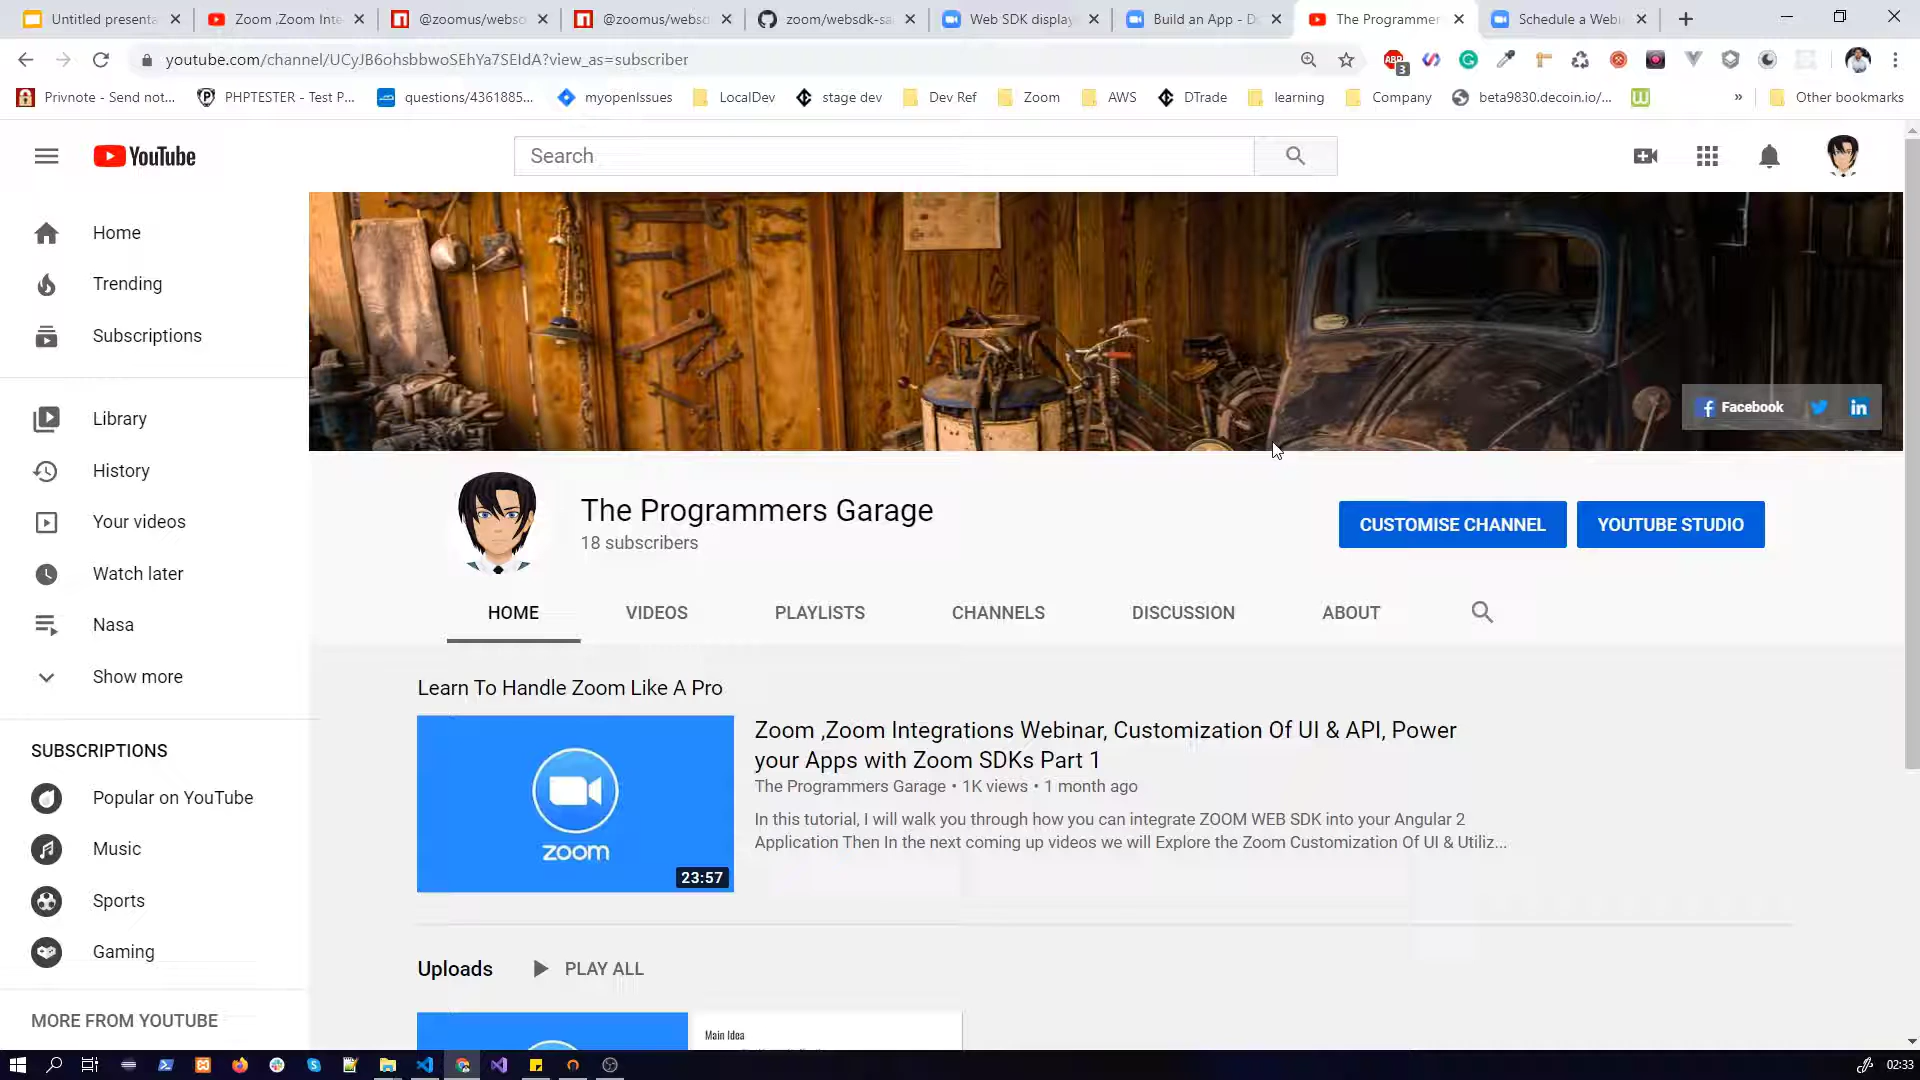 Untitled presenta
Zoom ,Zoom Inte
@zoomus/webso
@zoomus/websd
zoom/websdk-sa
Web SDK display
Build an App - D
The Programmer
Schedule a Webi
youtube.com/channel/UCyJB6ohsbbwoSEhYa7SEIdA?view_as=subscriber
ABP
3
Privnote - Send not...
PHPTESTER - Test P...
questions/4361885...
myopenIssues
LocalDev
stage dev
Dev Ref
Zoom
AWS
DTrade
learning
Company
beta9830.decoin.io/...
»
Other bookmarks
YouTube
Search
Home
Trending
Subscriptions
Library
History
Your videos
Watch later
Nasa
Show more
SUBSCRIPTIONS
Popular on YouTube
Music
Sports
Gaming
MORE FROM YOUTUBE
Facebook
The Programmers Garage
18 subscribers
CUSTOMISE CHANNEL
YOUTUBE STUDIO
HOME
VIDEOS
PLAYLISTS
CHANNELS
DISCUSSION
ABOUT
Learn To Handle Zoom Like A Pro
zoom
23:57
Zoom ,Zoom Integrations Webinar, Customization Of UI & API, Power
your Apps with Zoom SDKs Part 1
The Programmers Garage • 1K views • 1 month ago
In this tutorial, I will walk you through how you can integrate ZOOM WEB SDK into your Angular 2
Application Then In the next coming up videos we will Explore the Zoom Customization Of UI & Utiliz...
Uploads
PLAY ALL
Main Idea
02:33